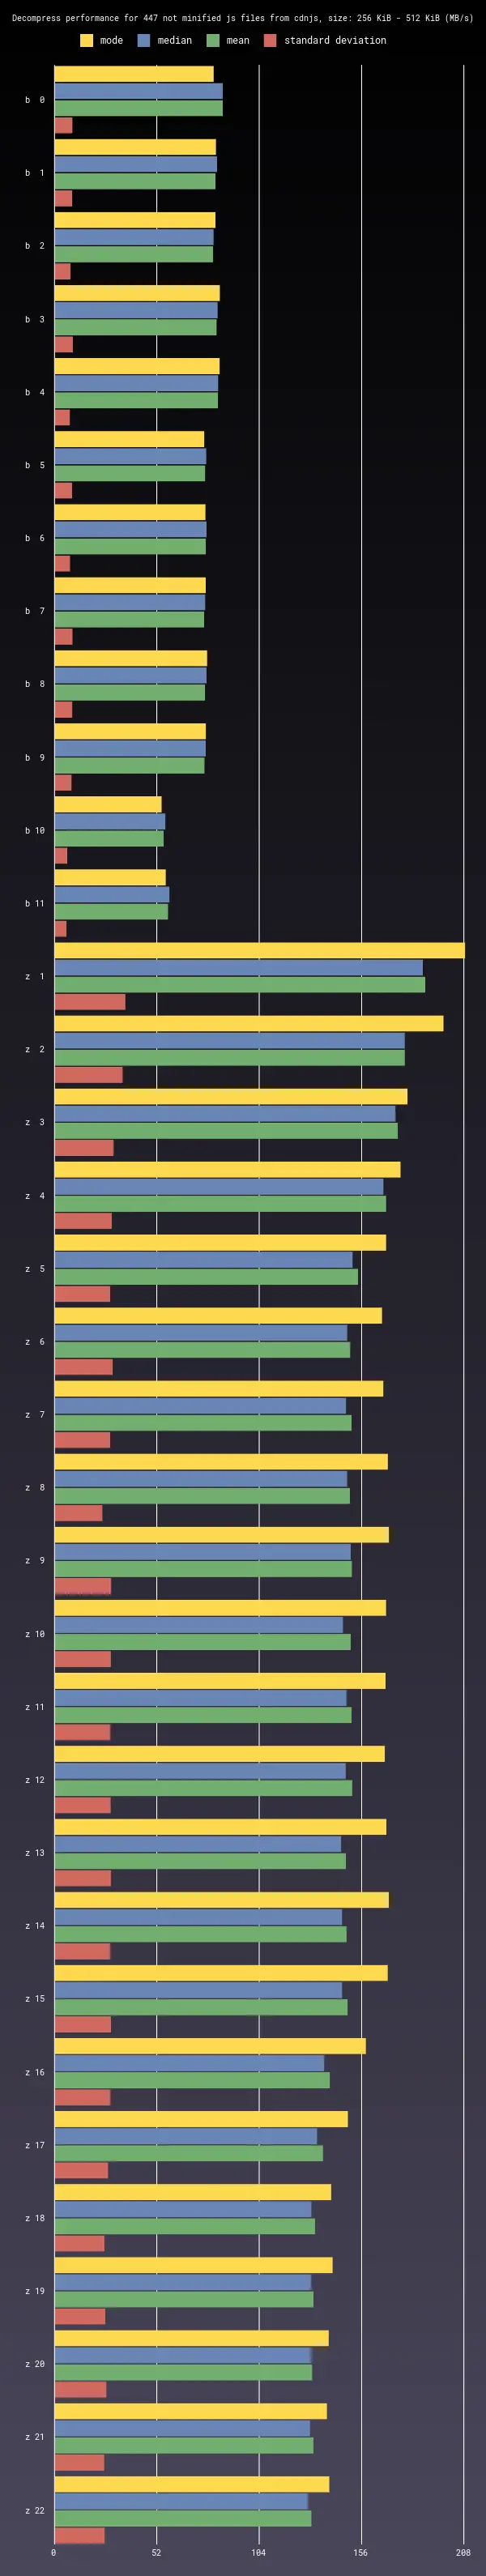 Decompress performance for 447 not minified js files from cdnjs, size: 256 KiB - 512 KiB (MB/s)
mode median mean standard deviation
b 0
b 1
b 2
b 3
b 4
b 5
b 6
b 7
b 8
b 9
b 10
b 11
z 1
z 2
z 3
z 4
z 5
z 6
z 7
z 8
z 9
z 10
z 11
z 12
z 13
z 14
z 15
z 16
z 17
z 18
z 19
z 20
z 21
z 22
0 52 104 156 208